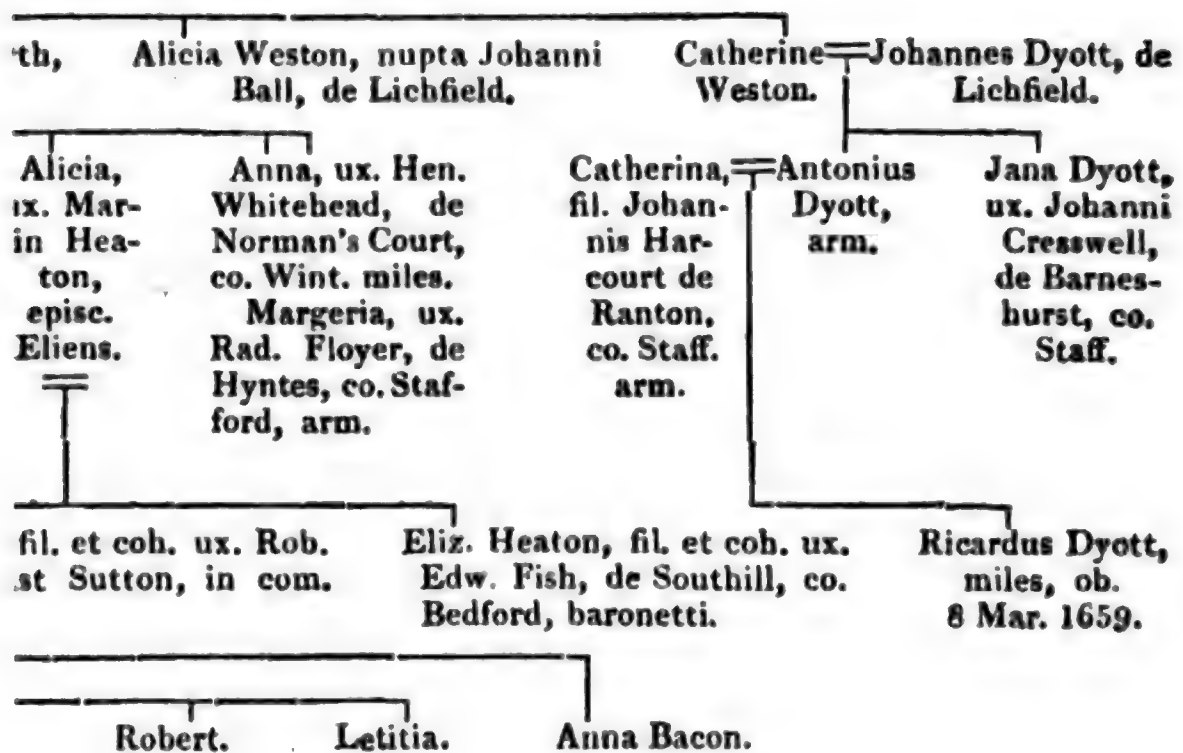 th,
Alicia Weston, nupta Johanni
Ball, de Lichfield.
Catherine
Weston.
Johannes Dyott, de
Lichfield.
Alicia,
x. Mar-
in Hea-
ton,
episc.
Eliens.
Anna, ux. Hen.
Whitehead, de
Norman's Court,
co. Wint. miles.
Margeria, ux.
Rad. Floyer, de
Hyntes, co. Staf-
ford, arm.
Catherina,
fil. Johan-
nis Har-
court de
Ranton,
co. Staff.
arm.
Antonius
Dyott,
arm.
Jana Dyott,
ux. Johanni
Cresswell,
de Barnes-
hurst, co.
Staff.
fil. et coh. ux. Rob.
st Sutton, in com.
Eliz. Heaton, fil. et coh. ux.
Edw. Fish, de Southill, co.
Bedford, baronetti.
Ricardus Dyott,
miles, ob.
8 Mar. 1659.
Robert.
Letitia.
Anna Bacon.